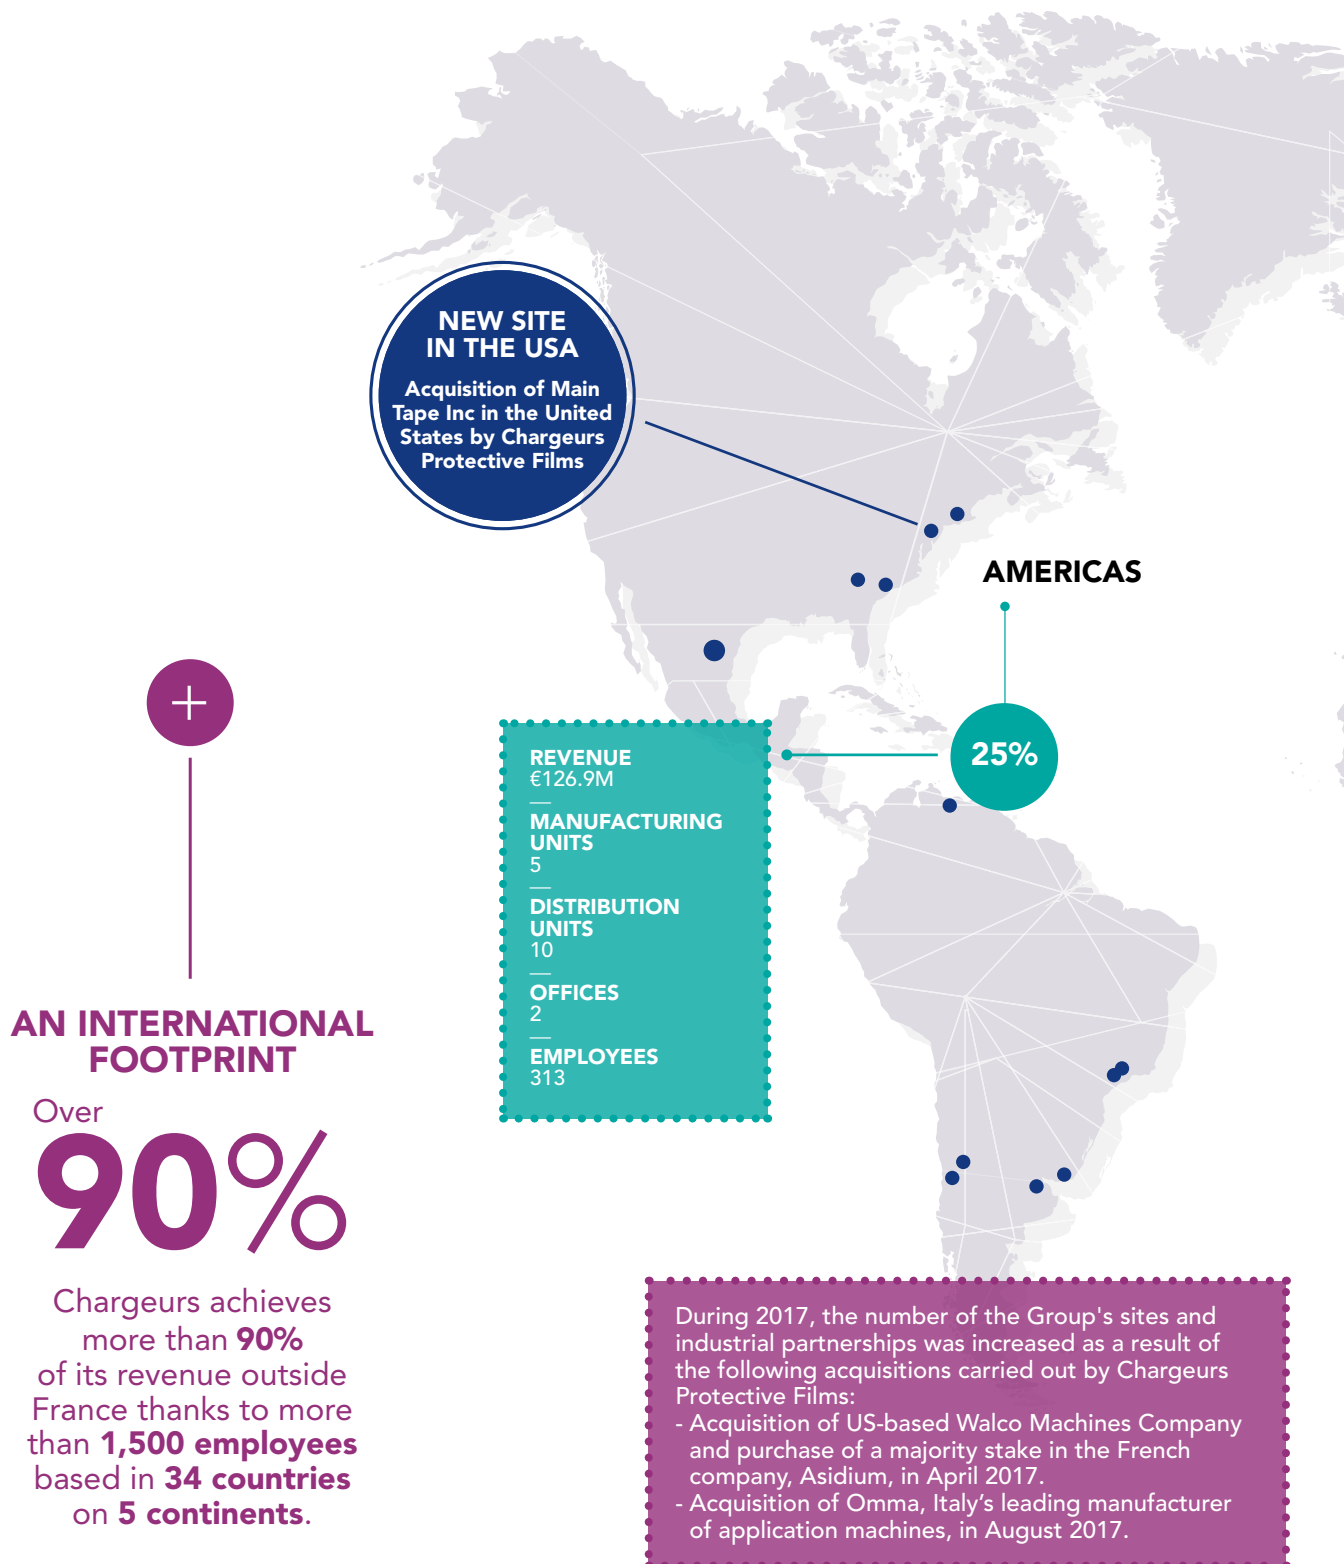 NEW SITE
IN THE USA
Acquisition of Main
Tape Inc in the United
States by Chargeurs
Protective Films
AMERICAS
25%
REVENUE
€126.9M
—
MANUFACTURING
UNITS
5
—
DISTRIBUTION
UNITS
10
—
OFFICES
2
—
EMPLOYEES
313
+
AN INTERNATIONAL
FOOTPRINT
Over
90%
Chargeurs achieves
more than 90%
of its revenue outside
France thanks to more
than 1,500 employees
based in 34 countries
on 5 continents.
During 2017, the number of the Group's sites and
industrial partnerships was increased as a result of
the following acquisitions carried out by Chargeurs
Protective Films:
- Acquisition of US-based Walco Machines Company
and purchase of a majority stake in the French
company, Asidium, in April 2017.
- Acquisition of Omma, Italy’s leading manufacturer
of application machines, in August 2017.